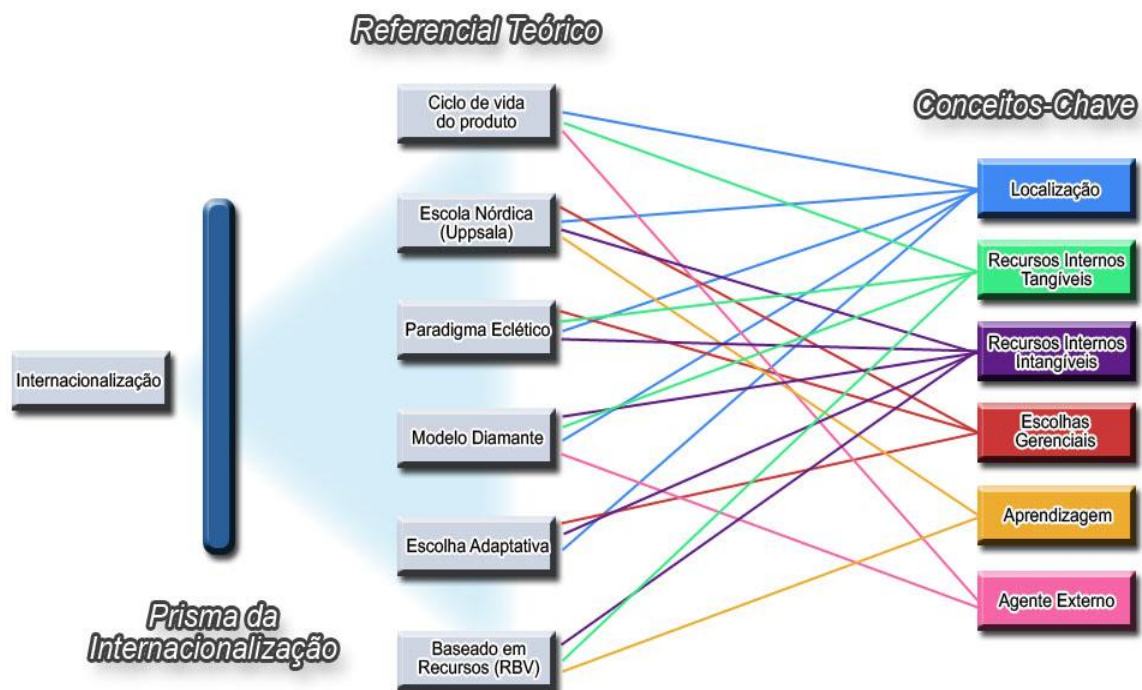 Referencial Teórico
Ciclo de vida
do produto
Conceitos-Chave
Localização
Escola Nórdica
(Uppsala)
Recursos Internos
Tangíveis
Paradigma Eclético
Recursos Internos
Intangíveis
Internacionalização
Modelo Diamante
Escolhas
Gerenciais
Escolha Adaptativa
Aprendizagem
Agente Externo
Prisma da
Internacionalização
Baseado em
Recursos (RBV)